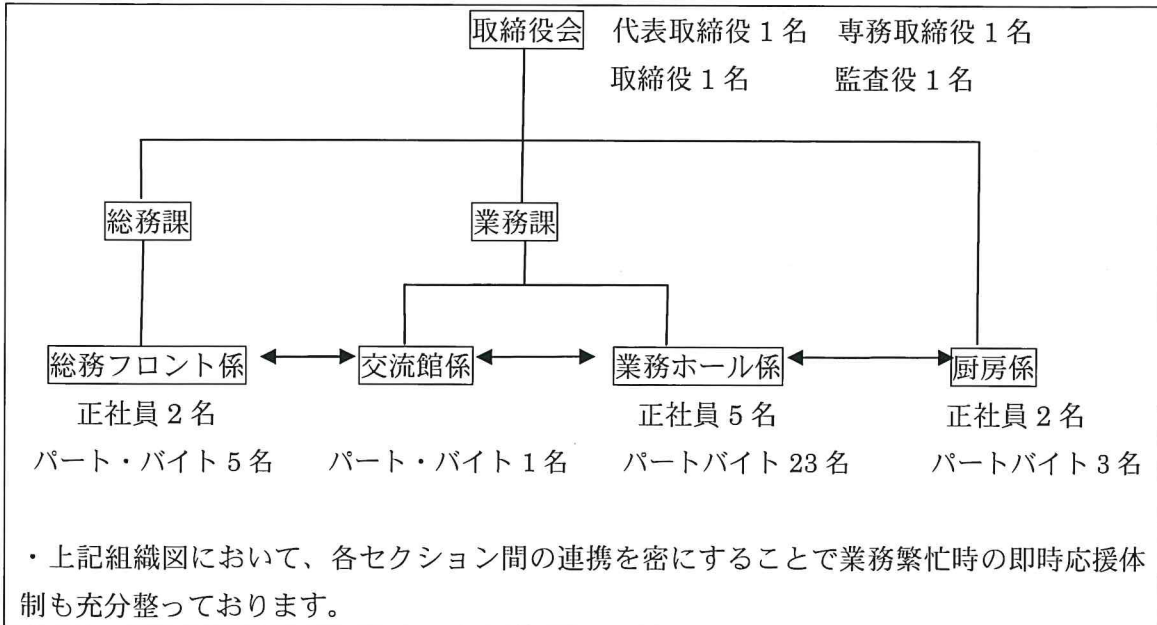 取締役会 代表取締役 1 名 専務取締役 1 名
取締役 1 名 監査役 1 名
総務課 業務課
総務フロント係 交流館係 業務ホール係 厨房係
正社員 2 名 正社員 5 名 正社員 2 名
パート・バイト 5 名 パート・バイト 1 名 パートバイト 23 名 パートバイト 3 名
・上記組織図において、各セクション間の連携を密にすることで業務繁忙時の即時応援体
制も充分整っております。